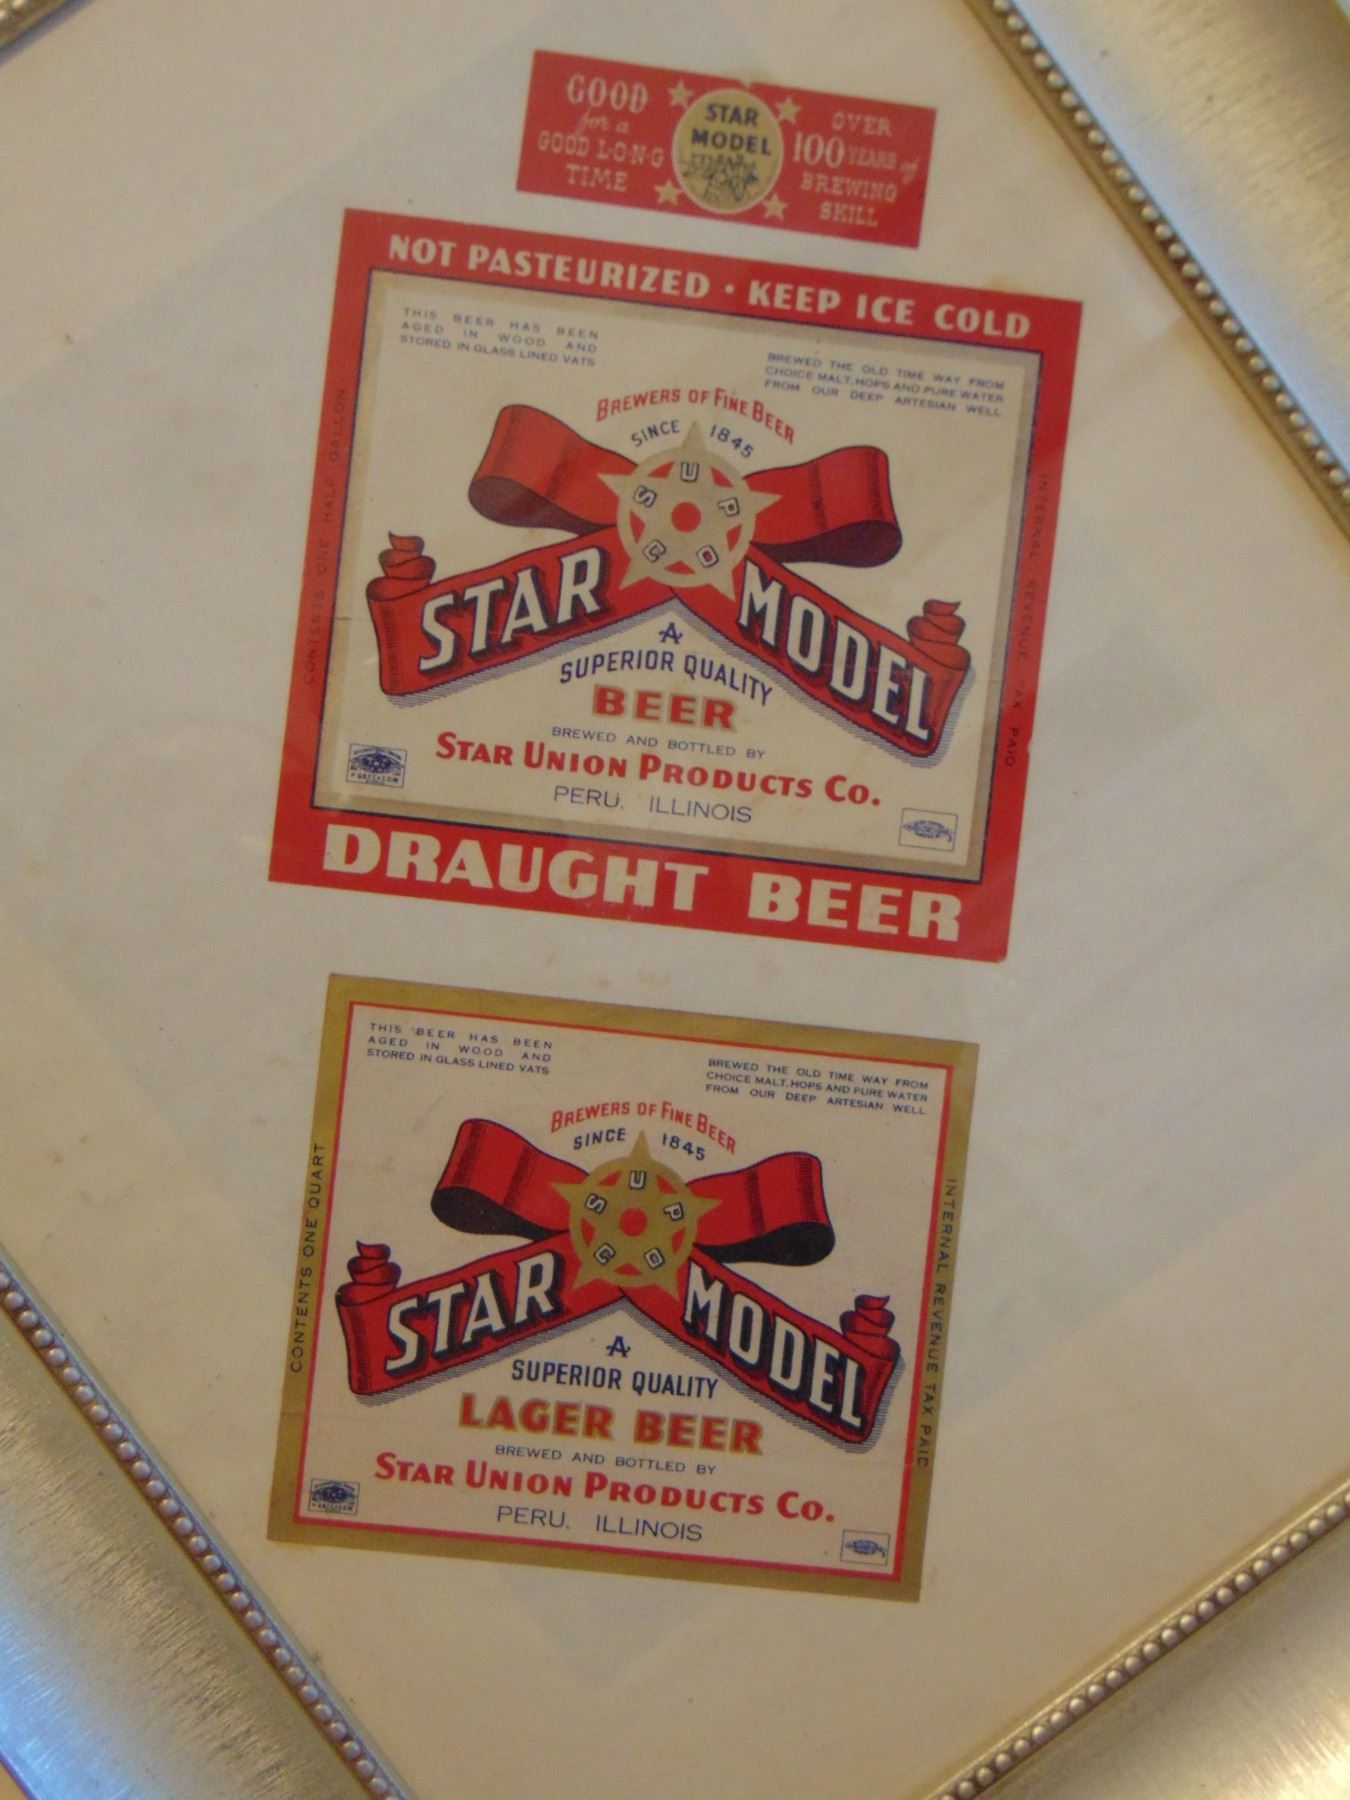 GOOD
for a
GOOD L·O·N·G
TIME
STAR
MODEL
OVER
100 YEARS of
BREWING
SKILL
NOT PASTEURIZED · KEEP ICE COLD
THIS BEER HAS BEEN
AGED IN WOOD AND
STORED IN GLASS LINED VATS
BREWED THE OLD TIME WAY FROM
CHOICE MALT, HOPS AND PURE WATER
FROM OUR DEEP ARTESIAN WELL
BREWERS OF FINE BEER
SINCE 1845
S U P C O
STAR MODEL
A
SUPERIOR QUALITY
BEER
BREWED AND BOTTLED BY
STAR UNION PRODUCTS CO.
PERU, ILLINOIS
CONTENTS ONE HALF GALLON
INTERNAL REVENUE TAX PAID
DRAUGHT BEER
THIS BEER HAS BEEN
AGED IN WOOD AND
STORED IN GLASS LINED VATS
BREWED THE OLD TIME WAY FROM
CHOICE MALT, HOPS AND PURE WATER
FROM OUR DEEP ARTESIAN WELL
BREWERS OF FINE BEER
SINCE 1845
S U P C O
STAR MODEL
A
SUPERIOR QUALITY
LAGER BEER
BREWED AND BOTTLED BY
STAR UNION PRODUCTS CO.
PERU, ILLINOIS
CONTENTS ONE QUART
INTERNAL REVENUE TAX PAID